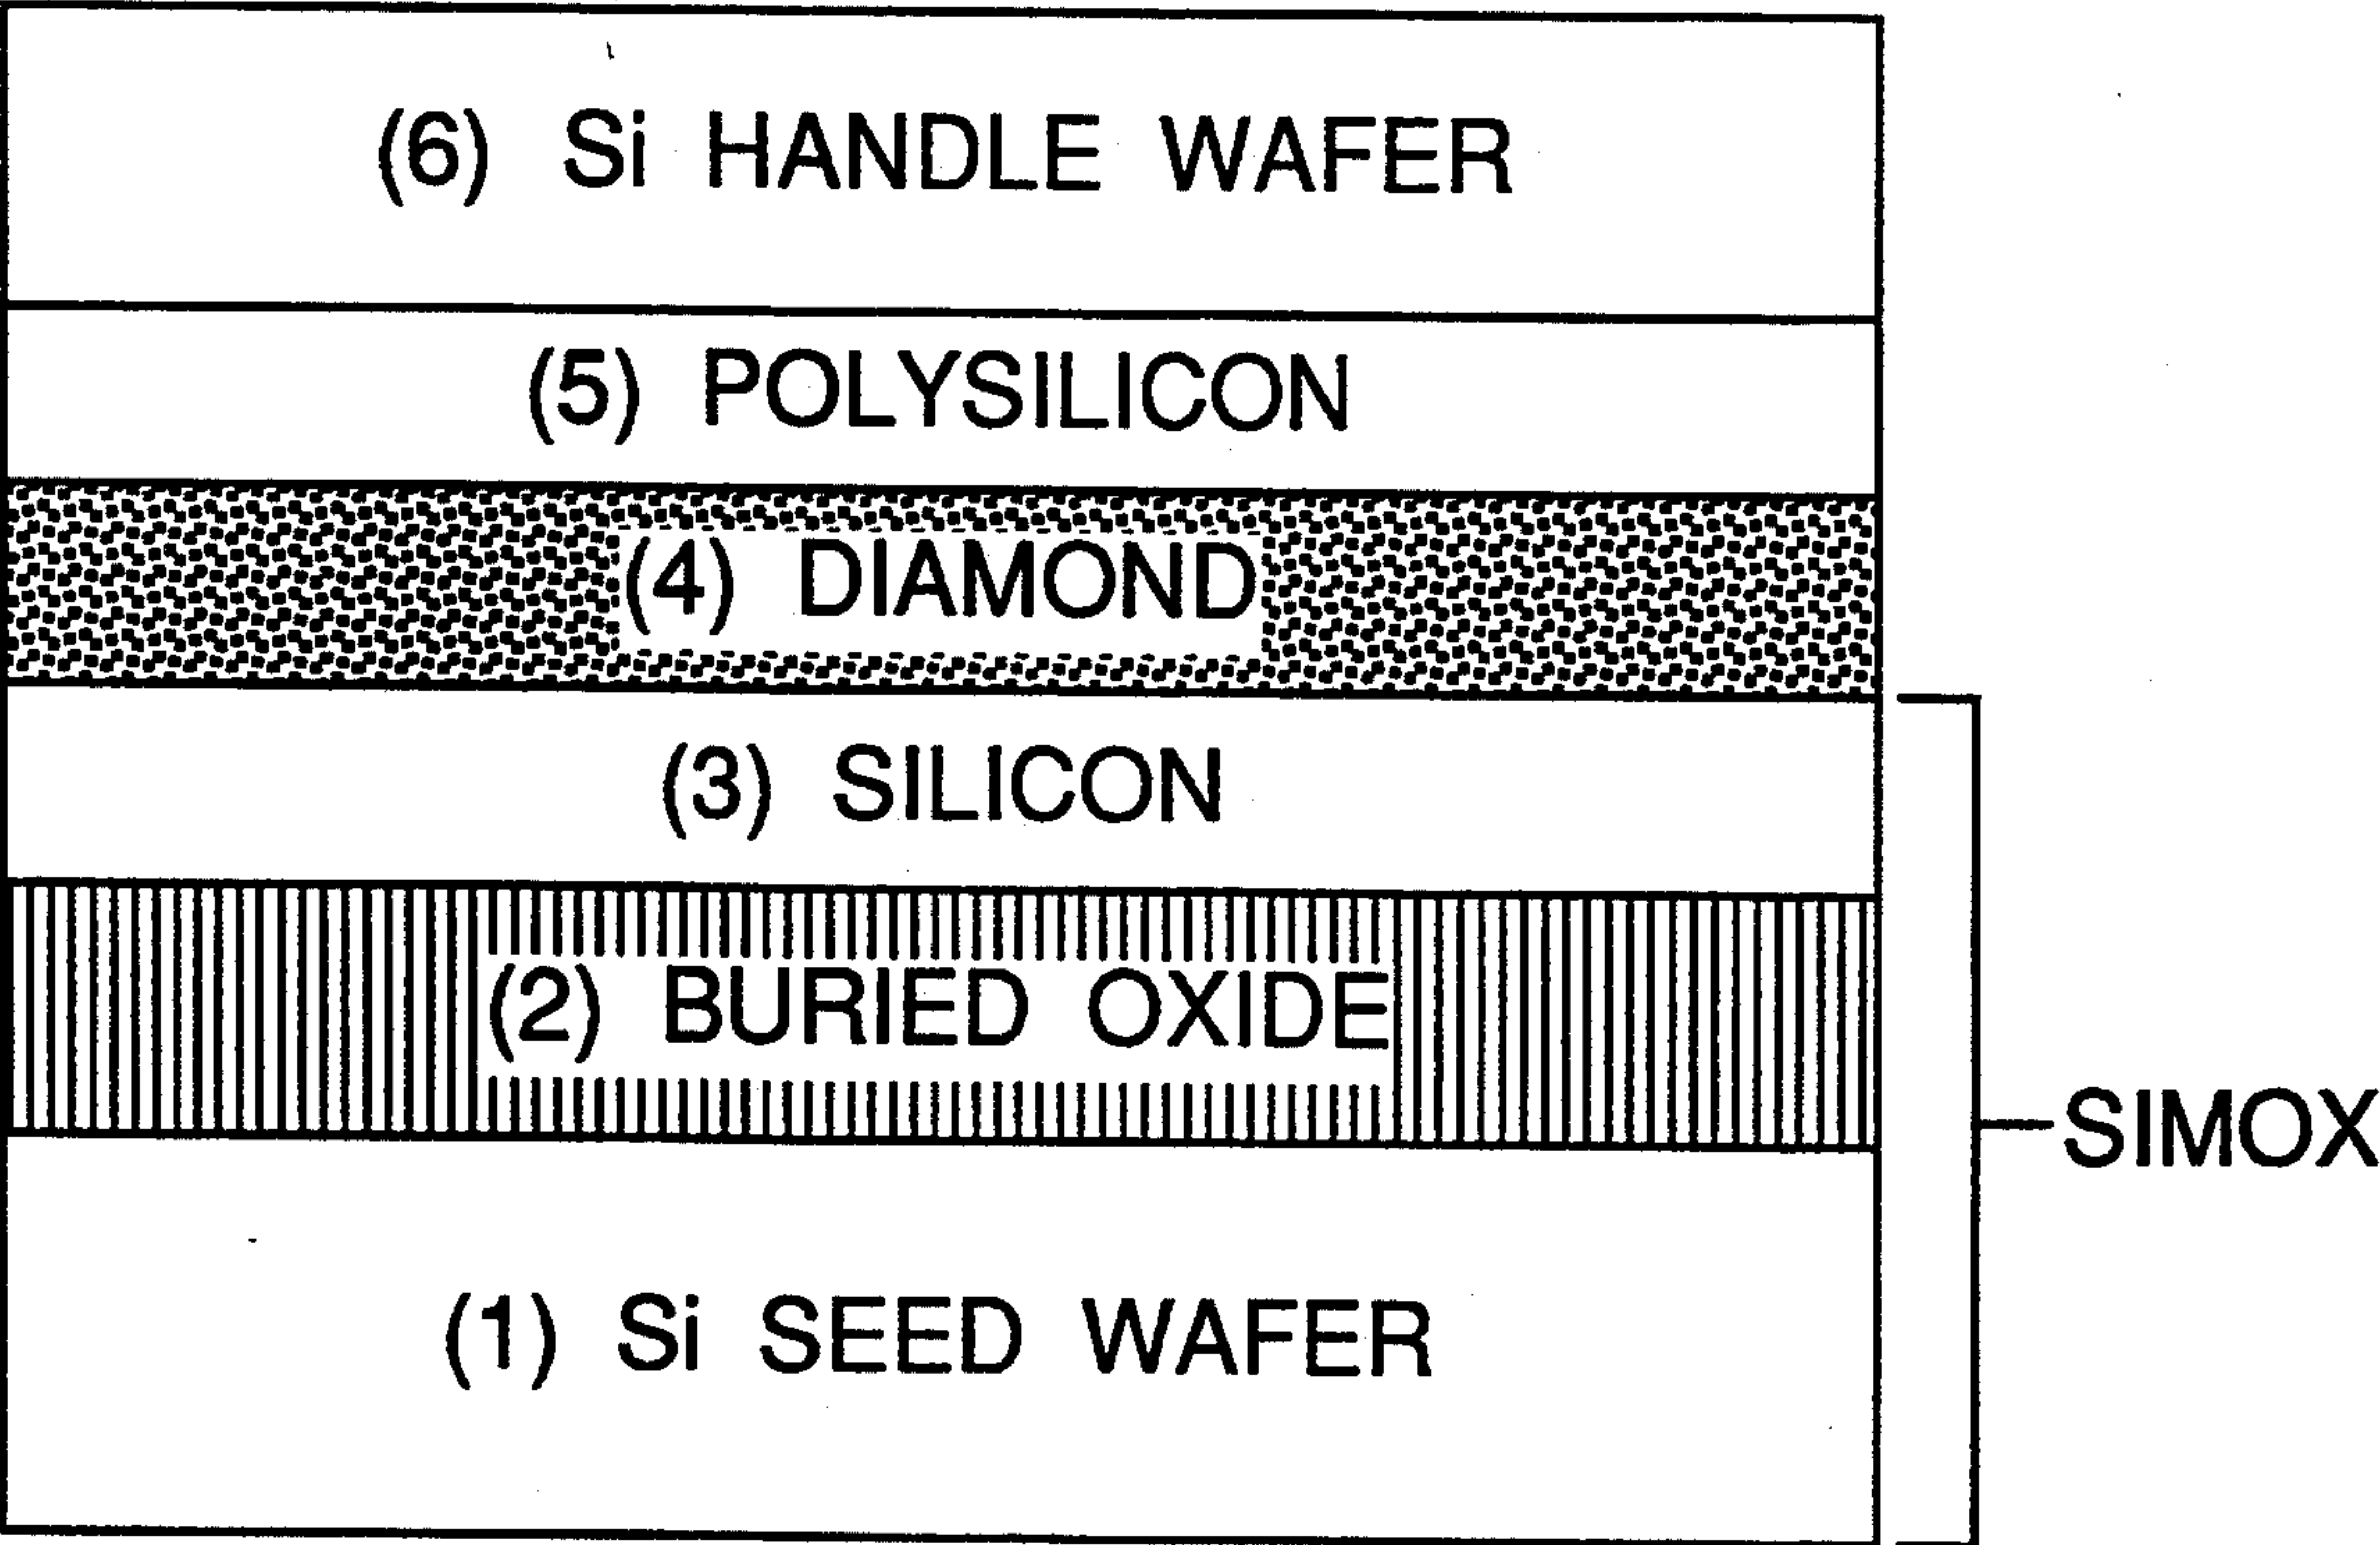 (6) Si HANDLE WAFER
(5) POLYSILICON
(4) DIAMOND
(3) SILICON
(2) BURIED OXIDE
SIMOX
(1) Si SEED WAFER